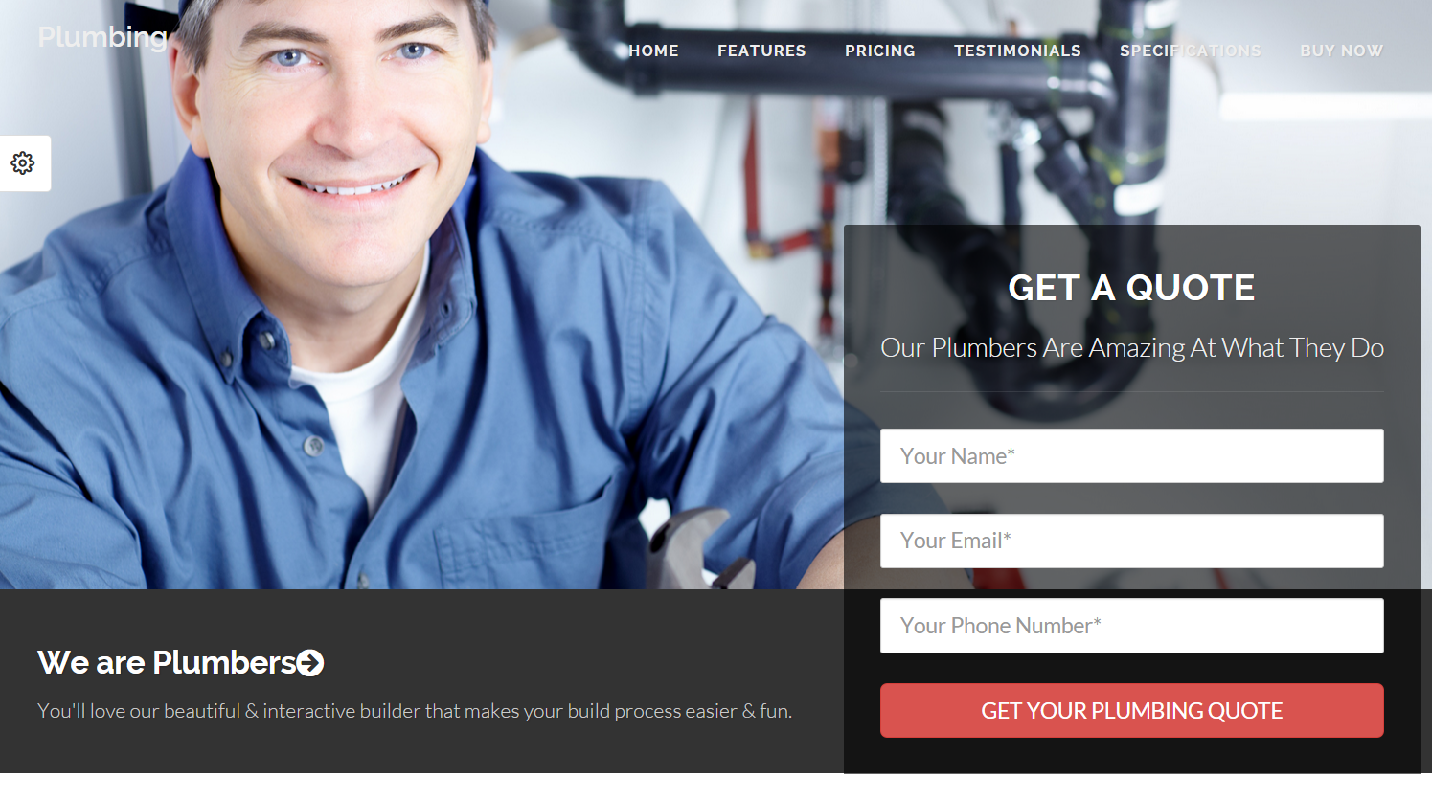 Plumbing
HOME FEATURES PRICING TESTIMONIALS SPECIFICATIONS BUY NOW
GET A QUOTE
Our Plumbers Are Amazing At What They Do
Your Name*
Your Email*
Your Phone Number*
GET YOUR PLUMBING QUOTE
We are Plumbers
You'll love our beautiful & interactive builder that makes your build process easier & fun.